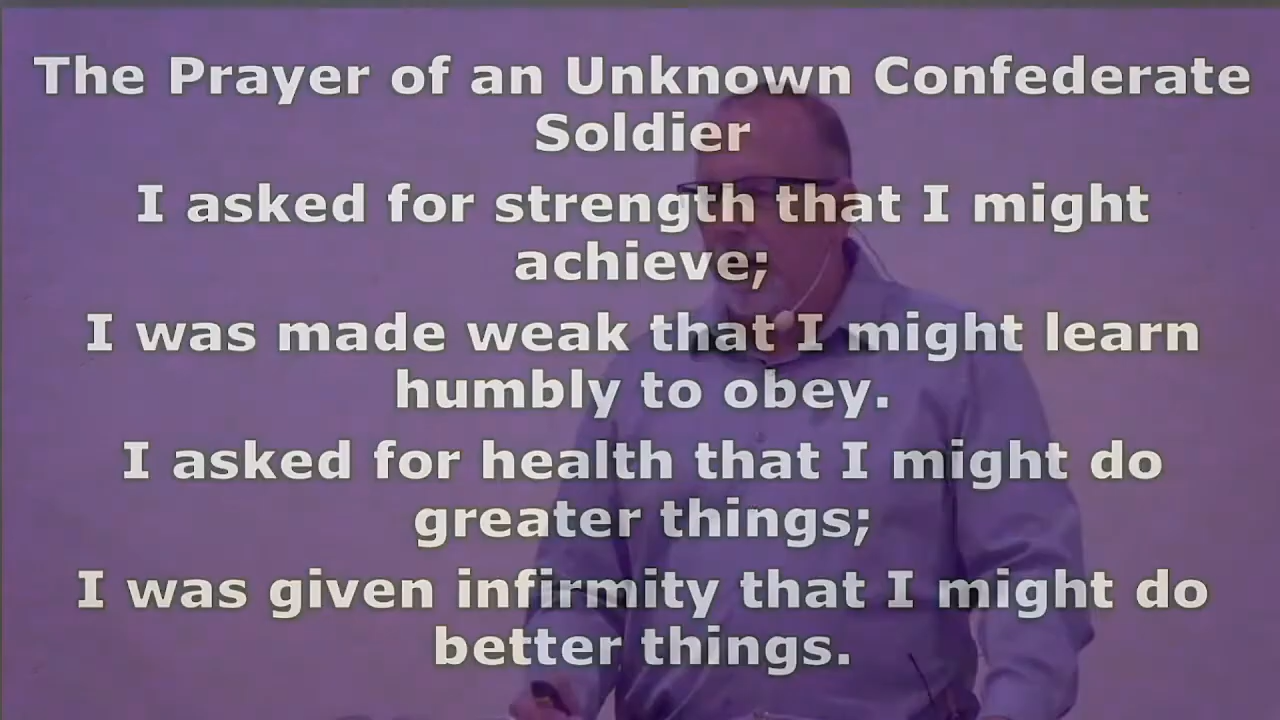 The Prayer of an Unknown Confederate
Soldier
I asked for strength that I might
achieve;
I was made weak that I might learn
humbly to obey.
I asked for health that I might do
greater things;
I was given infirmity that I might do
better things.